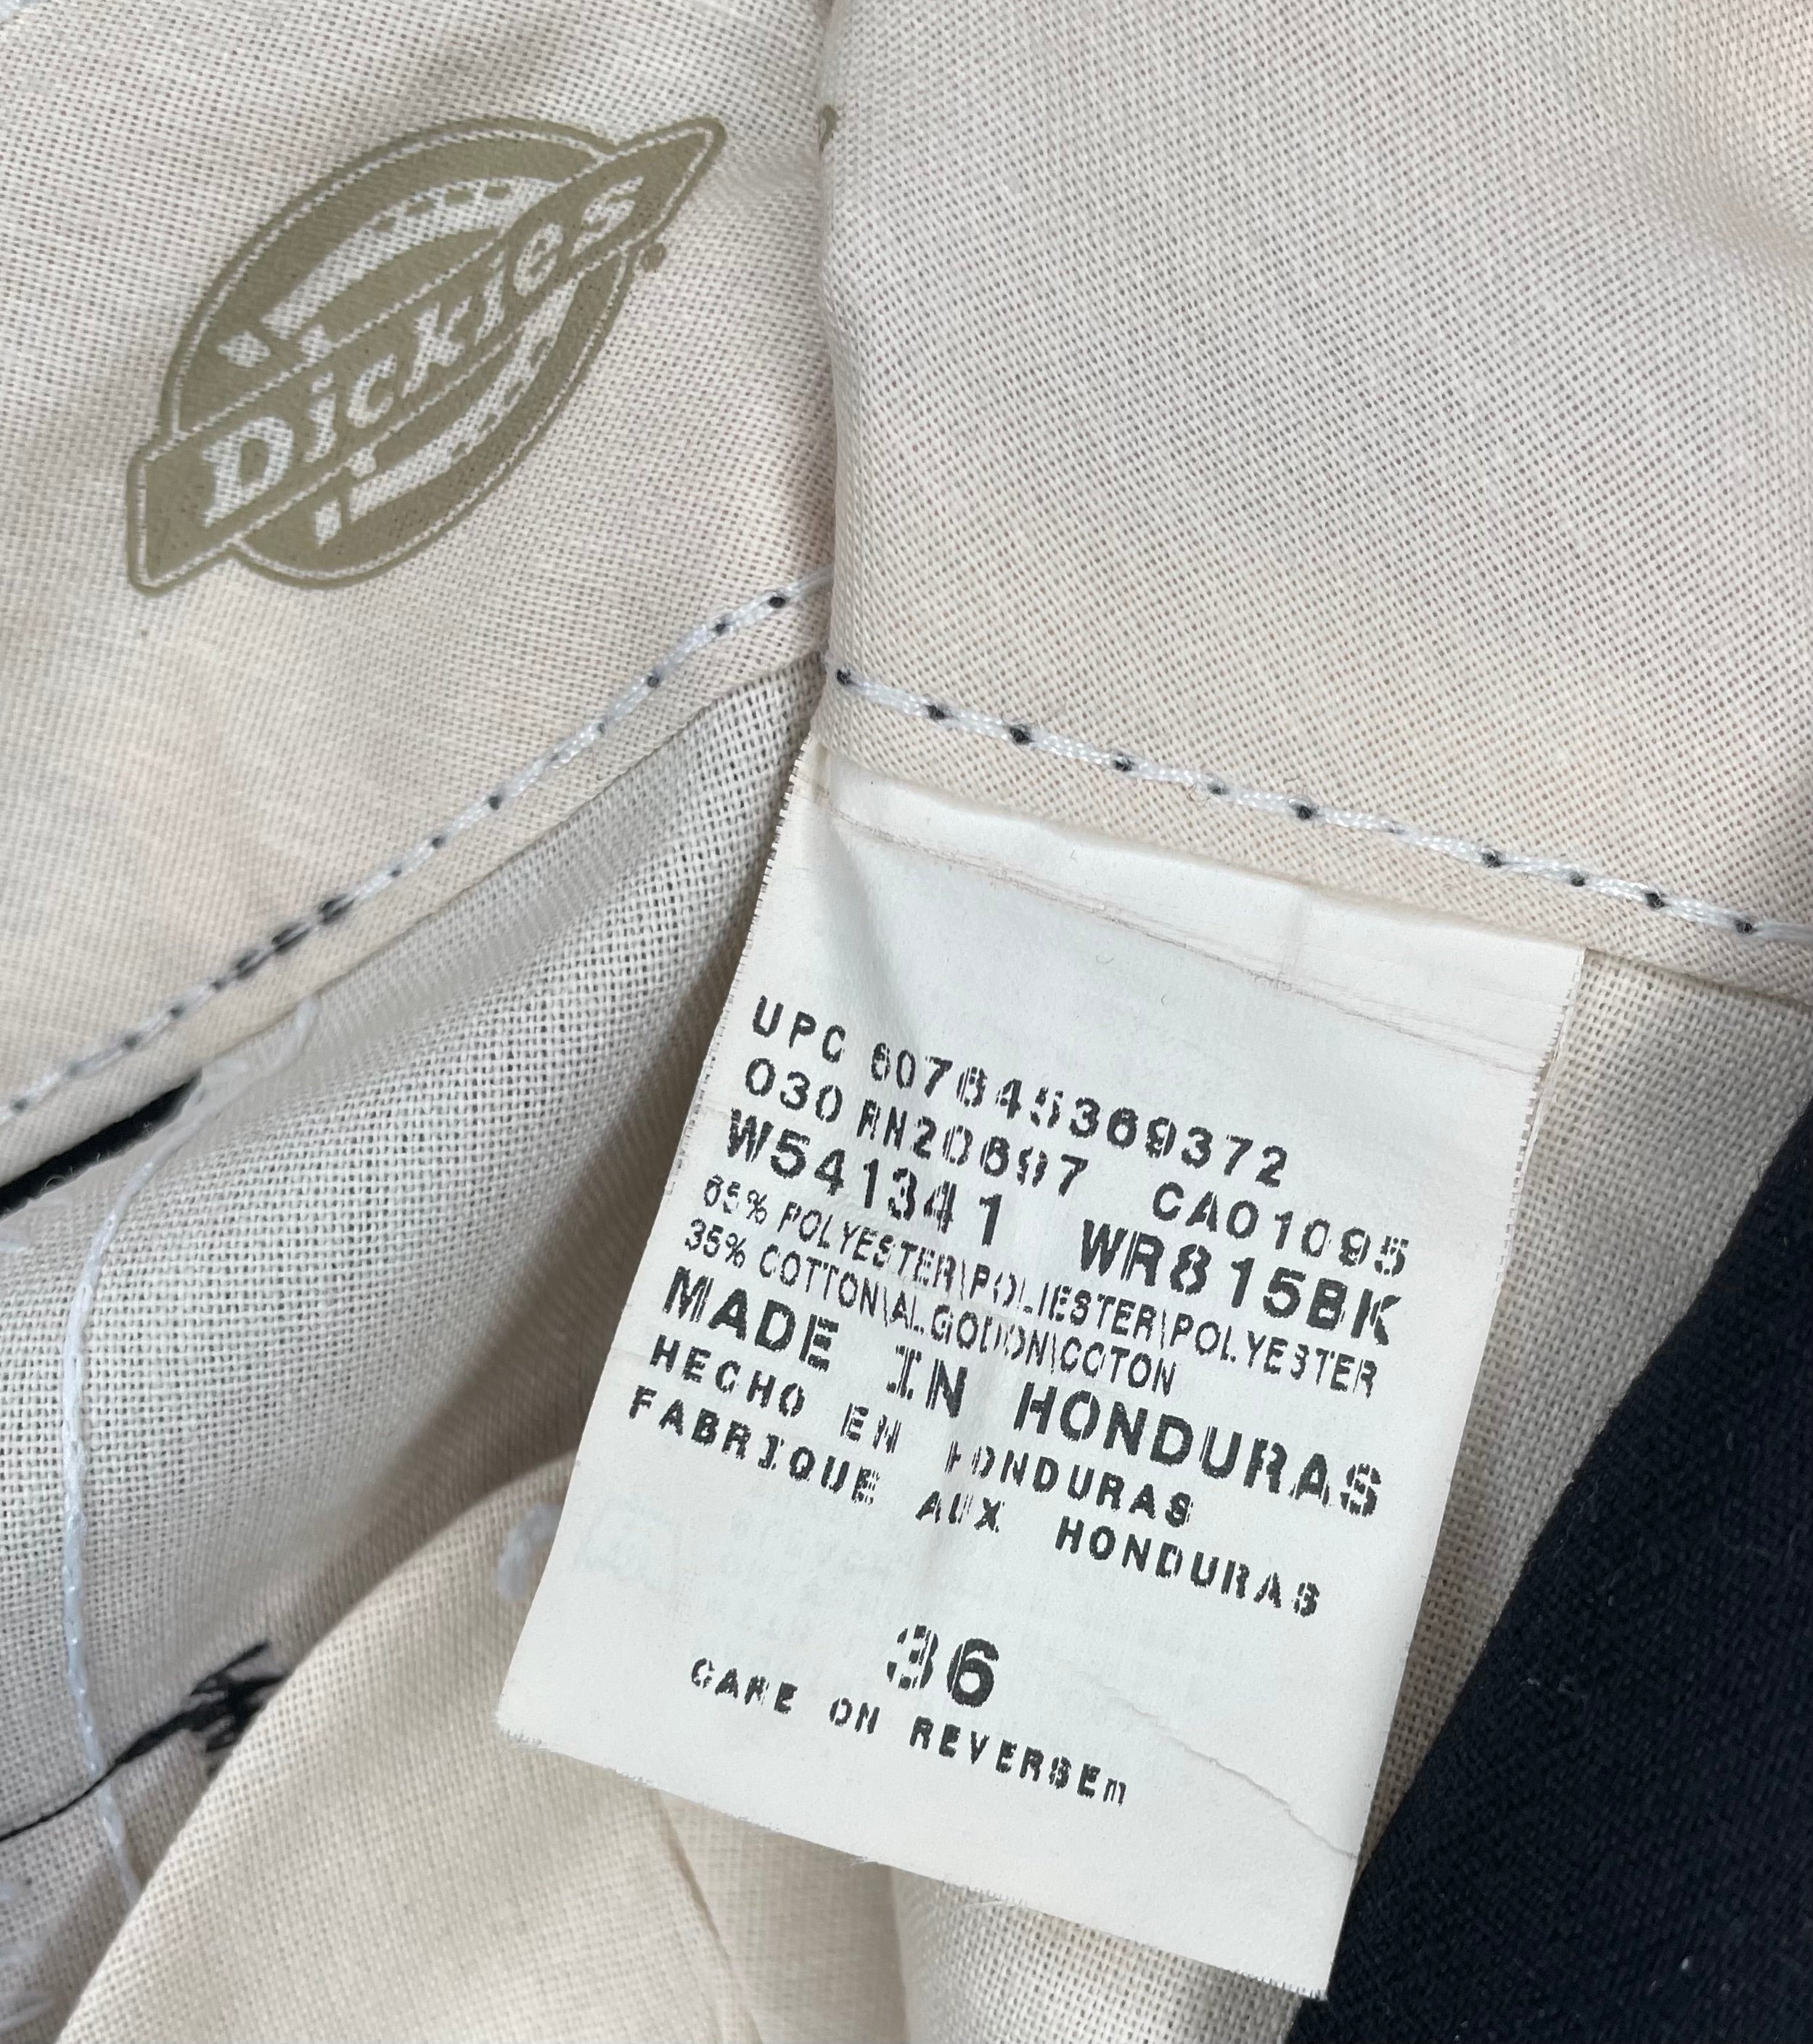 Dickies
UPC 607645369372
030 RN20697 CA01095
W541341 WR815BK
65% POLYESTER\POLIESTER\POLYESTER
35% COTTON\ALGODON\COTON
MADE IN HONDURAS
HECHO EN HONDURAS
FABRIQUE AUX HONDURAS
36
CARE ON REVERSEm